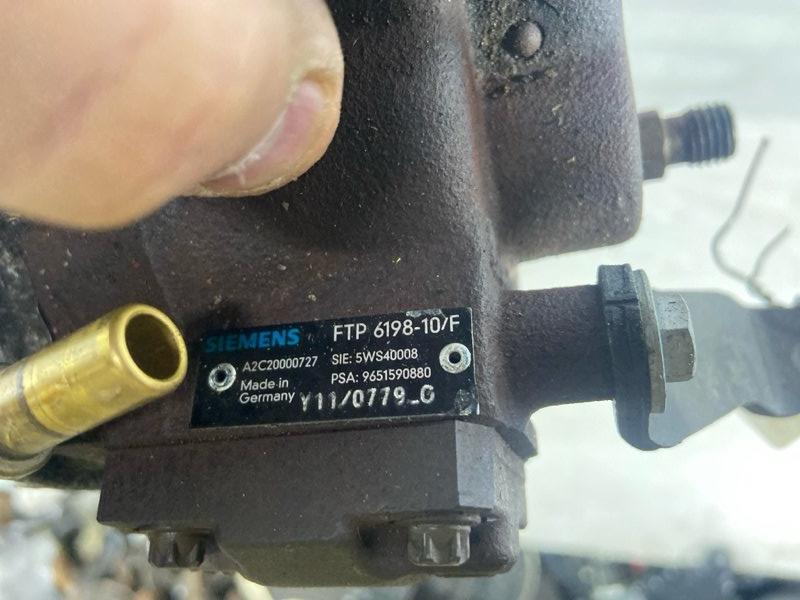 SIEMENS FTP 6198-10/F
A2C20000727 SIE: 5WS40008
Made in Germany PSA: 9651590880
Y11/0779_G